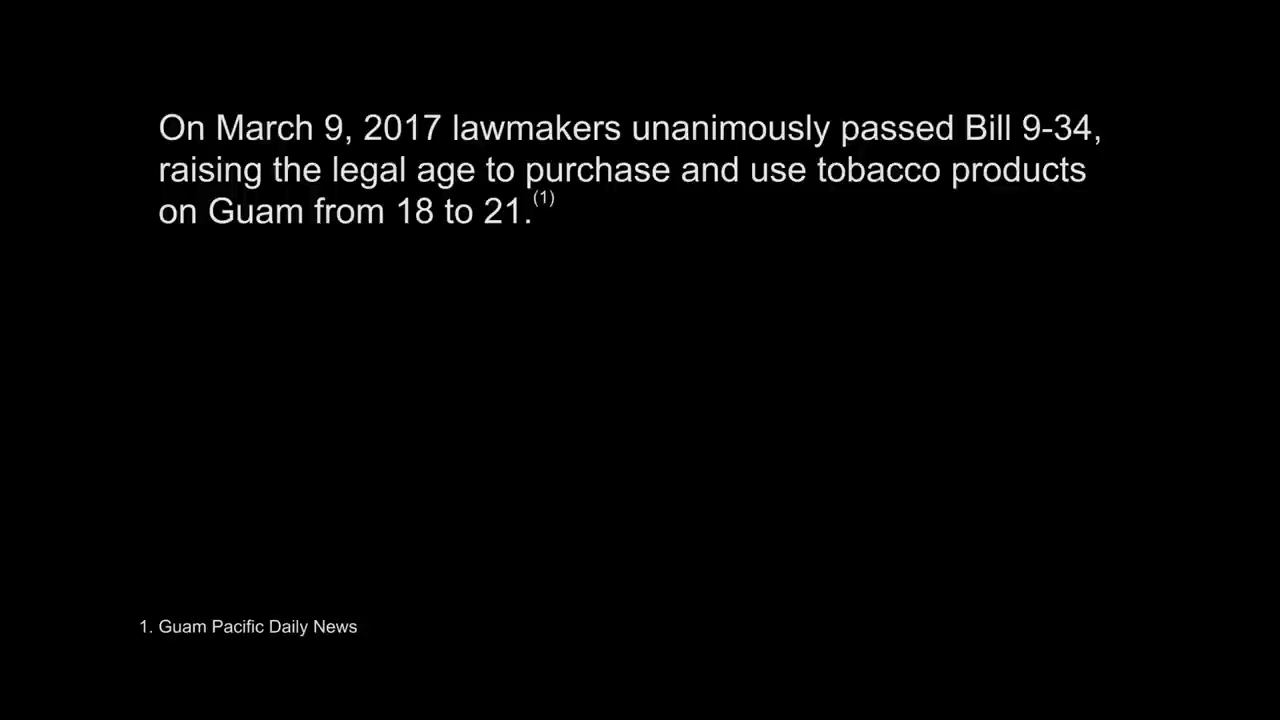 On March 9, 2017 lawmakers unanimously passed Bill 9-34,
raising the legal age to purchase and use tobacco products
on Guam from 18 to 21.(1)
1. Guam Pacific Daily News